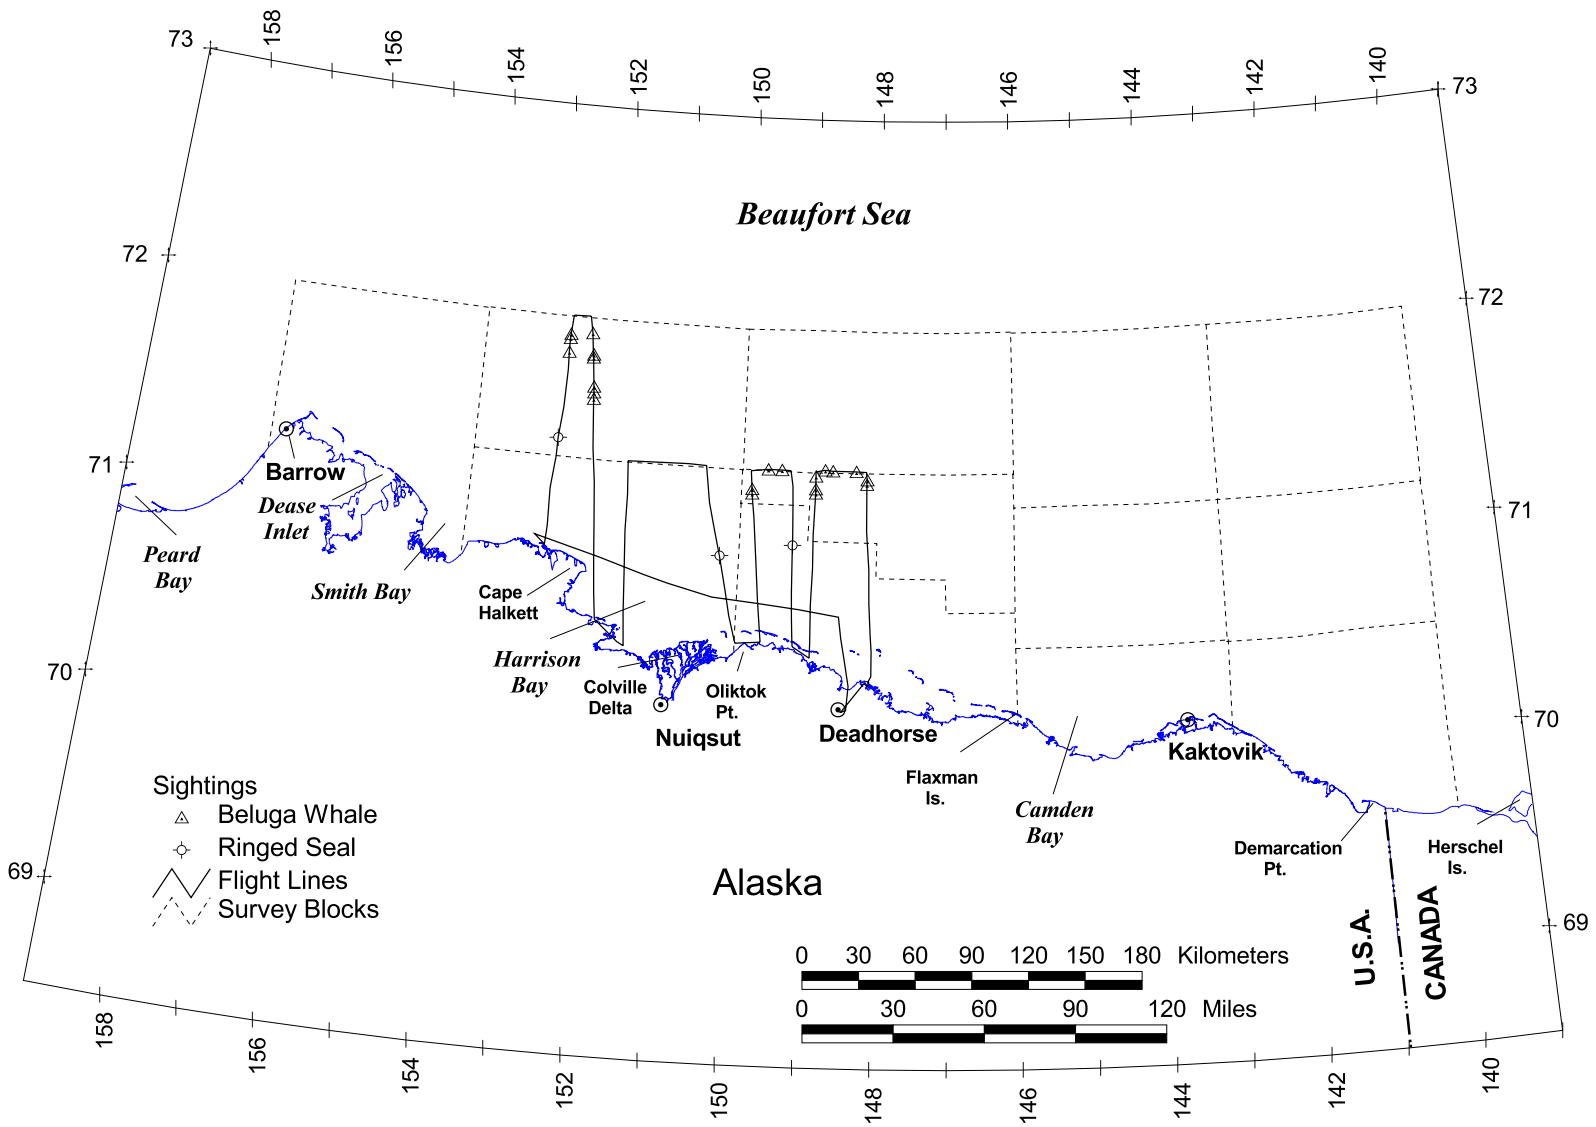 158
156
154
152
150
148
146
144
142
140
73
73
Beaufort Sea
72
72
71
71
Barrow
Dease
Inlet
Peard
Bay
Smith Bay
Cape
Halkett
Harrison
Bay
Colville
Delta
Oliktok
Pt.
70
70
Nuiqsut
Deadhorse
Kaktovik
Flaxman
Is.
Camden
Bay
Demarcation
Pt.
Herschel
Is.
Sightings
Beluga Whale
Ringed Seal
Flight Lines
Survey Blocks
69
69
Alaska
U.S.A.
CANADA
0 30 60 90 120 150 180 Kilometers
0 30 60 90 120 Miles
158
156
154
152
150
148
146
144
142
140